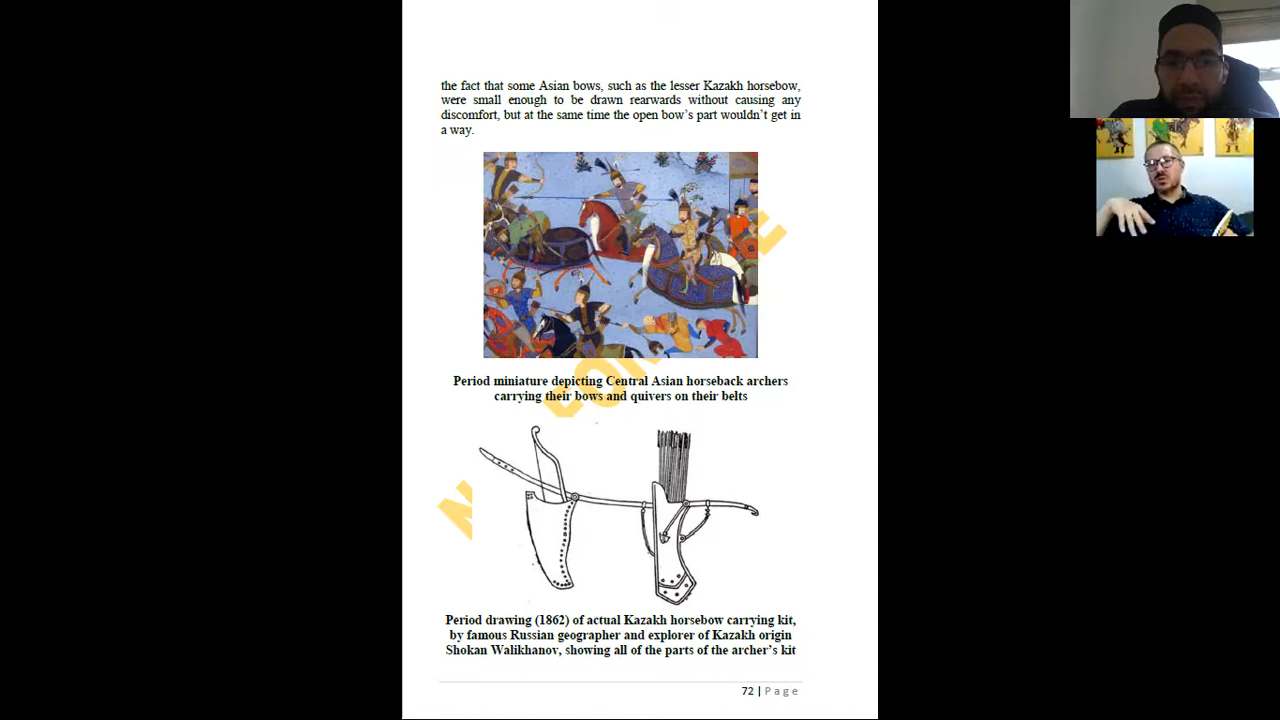 the fact that some Asian bows, such as the lesser Kazakh horsebow,
were small enough to be drawn rearwards without causing any
discomfort, but at the same time the open bow's part wouldn't get in
a way.
Period miniature depicting Central Asian horseback archers
carrying their bows and quivers on their belts
Period drawing (1862) of actual Kazakh horsebow carrying kit,
by famous Russian geographer and explorer of Kazakh origin
Shokan Walikhanov, showing all of the parts of the archer's kit
72 | Page